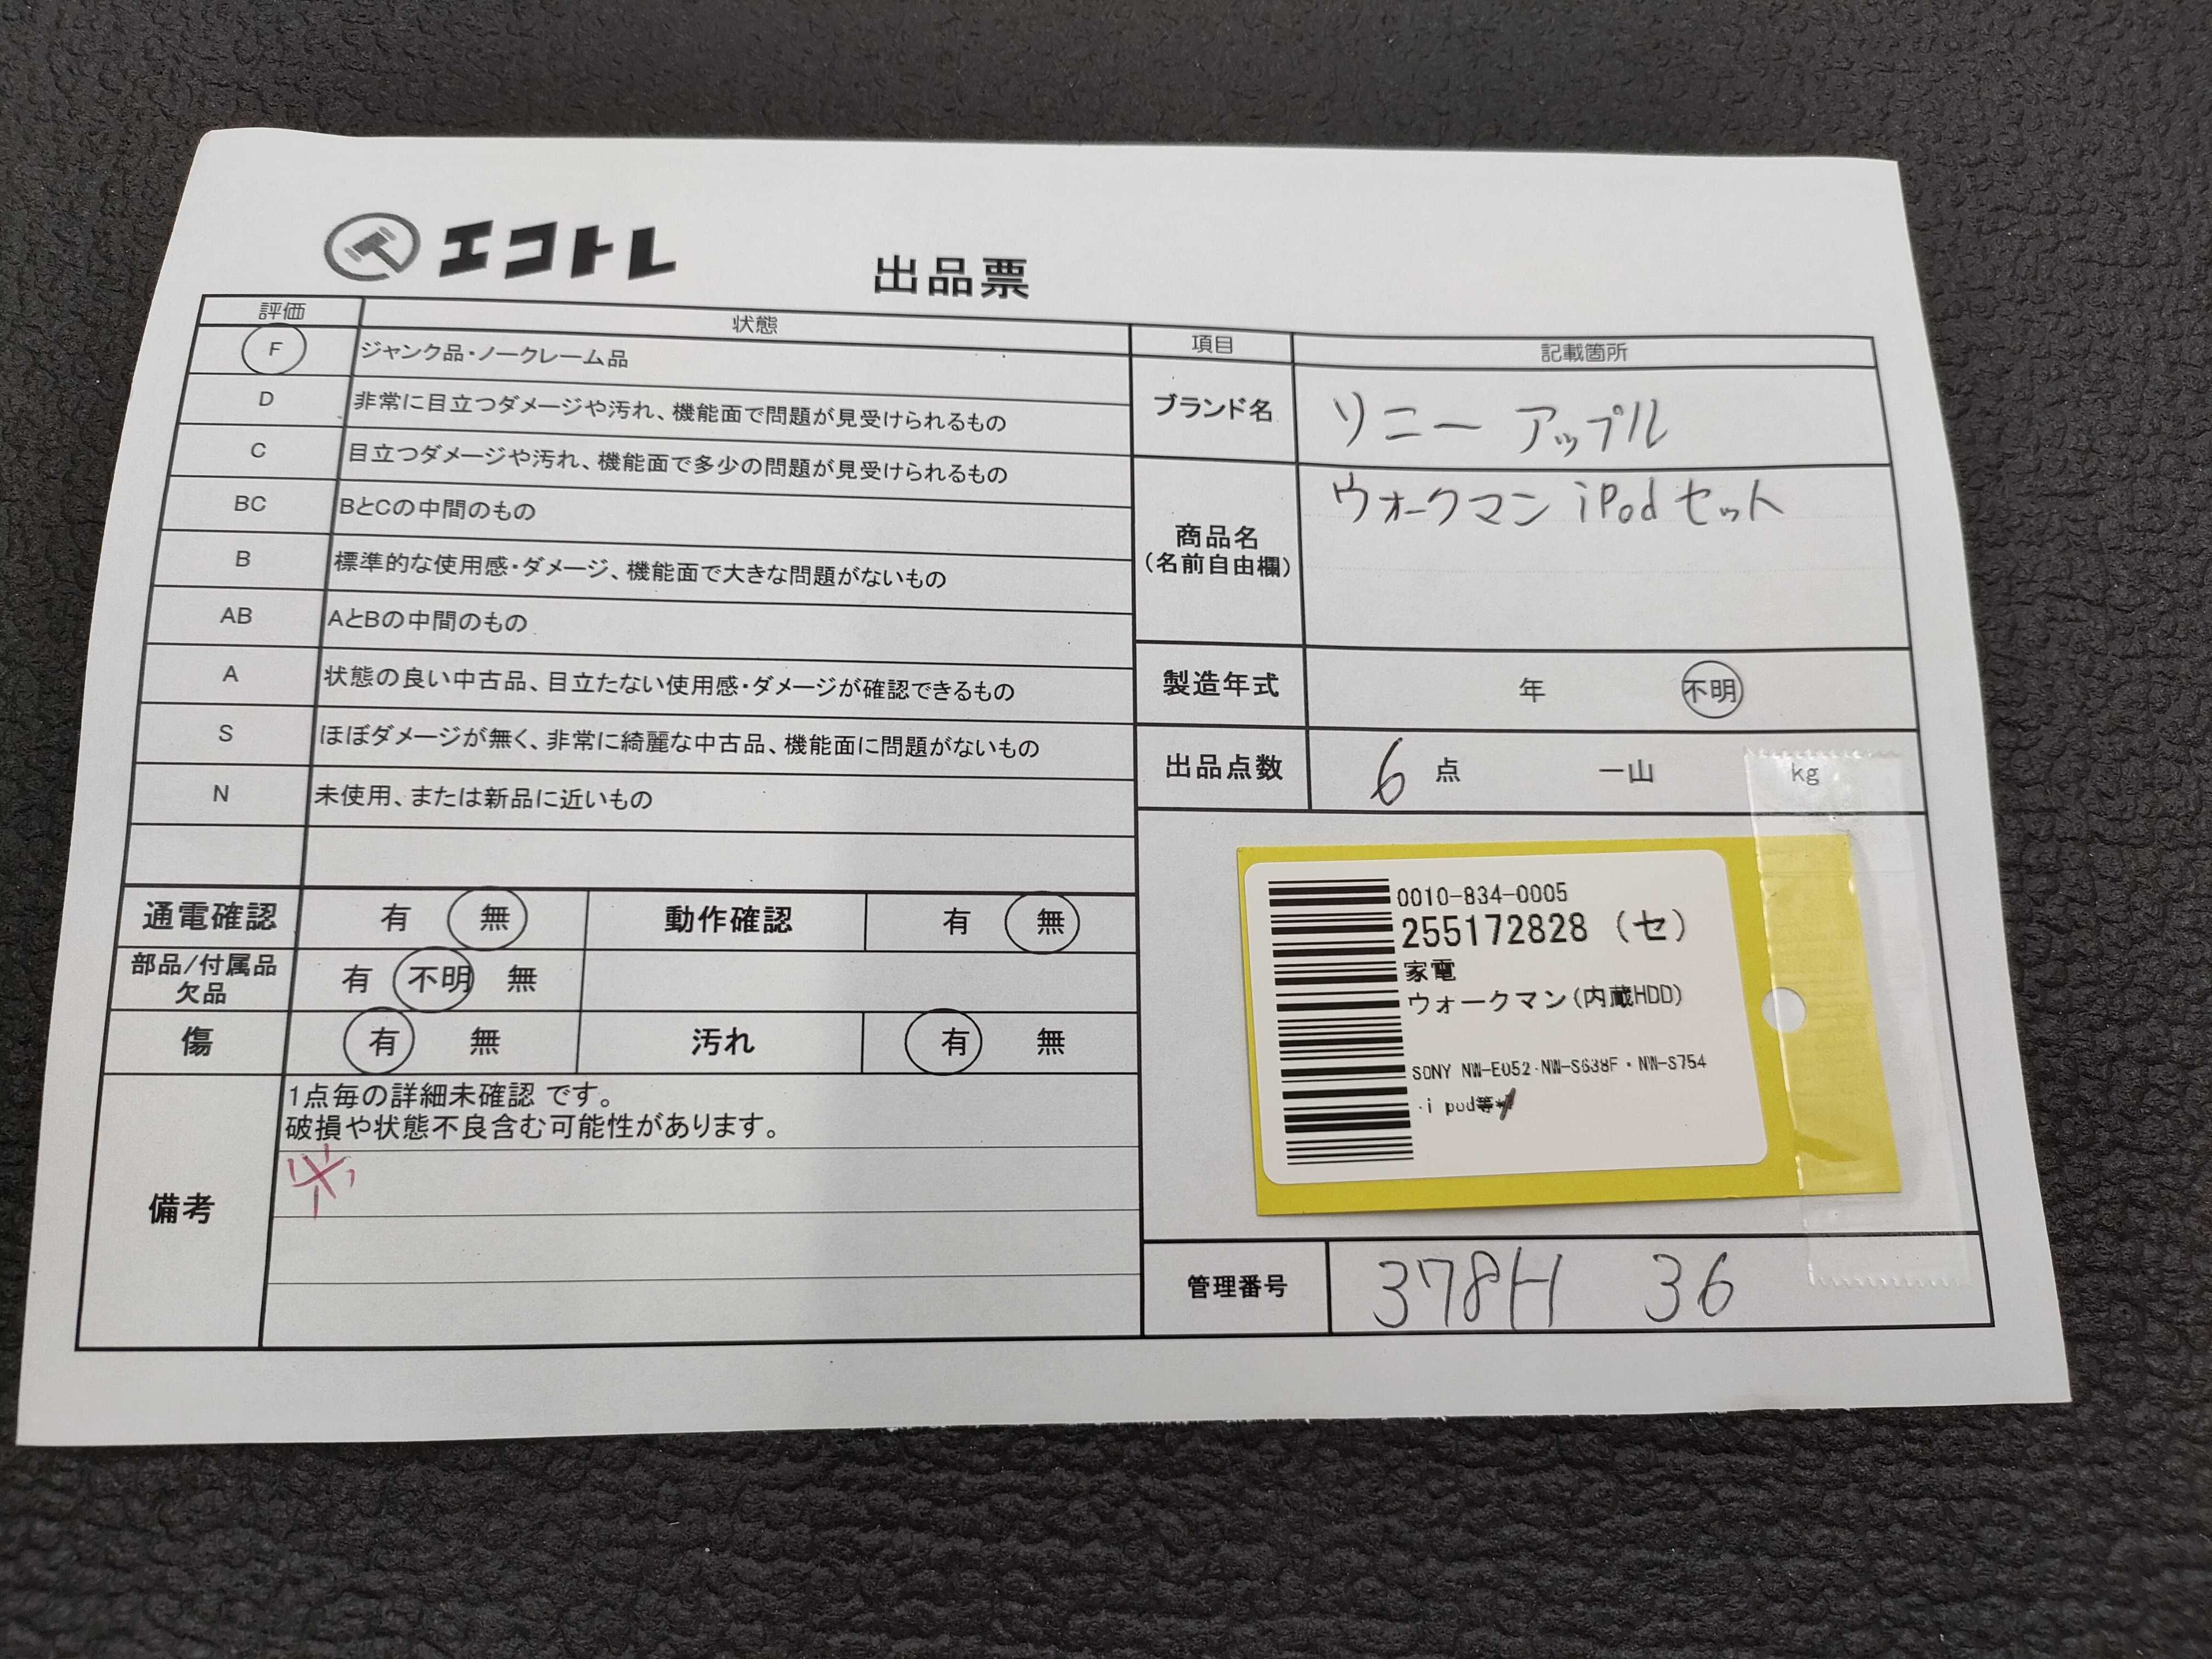 エコトレ
出品票
評価 状態
F ジャンク品・ノークレーム品
D 非常に目立つダメージや汚れ、機能面で問題が見受けられるもの
C 目立つダメージや汚れ、機能面で多少の問題が見受けられるもの
BC BとCの中間のもの
B 標準的な使用感・ダメージ、機能面で大きな問題がないもの
AB AとBの中間のもの
A 状態の良い中古品、目立たない使用感・ダメージが確認できるもの
S ほぼダメージが無く、非常に綺麗な中古品、機能面に問題がないもの
N 未使用、または新品に近いもの
通電確認 有 無 動作確認 有 無
部品/付属品
欠品
有 不明 無
傷 有 無 汚れ 有 無
備考
1点毎の詳細未確認 です。
破損や状態不良含む可能性があります。
※
項目 記載箇所
ブランド名 ソニー アップル
商品名
(名前自由欄)
ウォークマン iPod セット
製造年式 年 不明
出品点数 6 点 一山 kg
0010-834-0005
255172828 (セ)
家電
ウォークマン(内蔵HDD)
SONY NW-E052・NW-S638F・NW-S754
・i pod等*
管理番号 378H 36